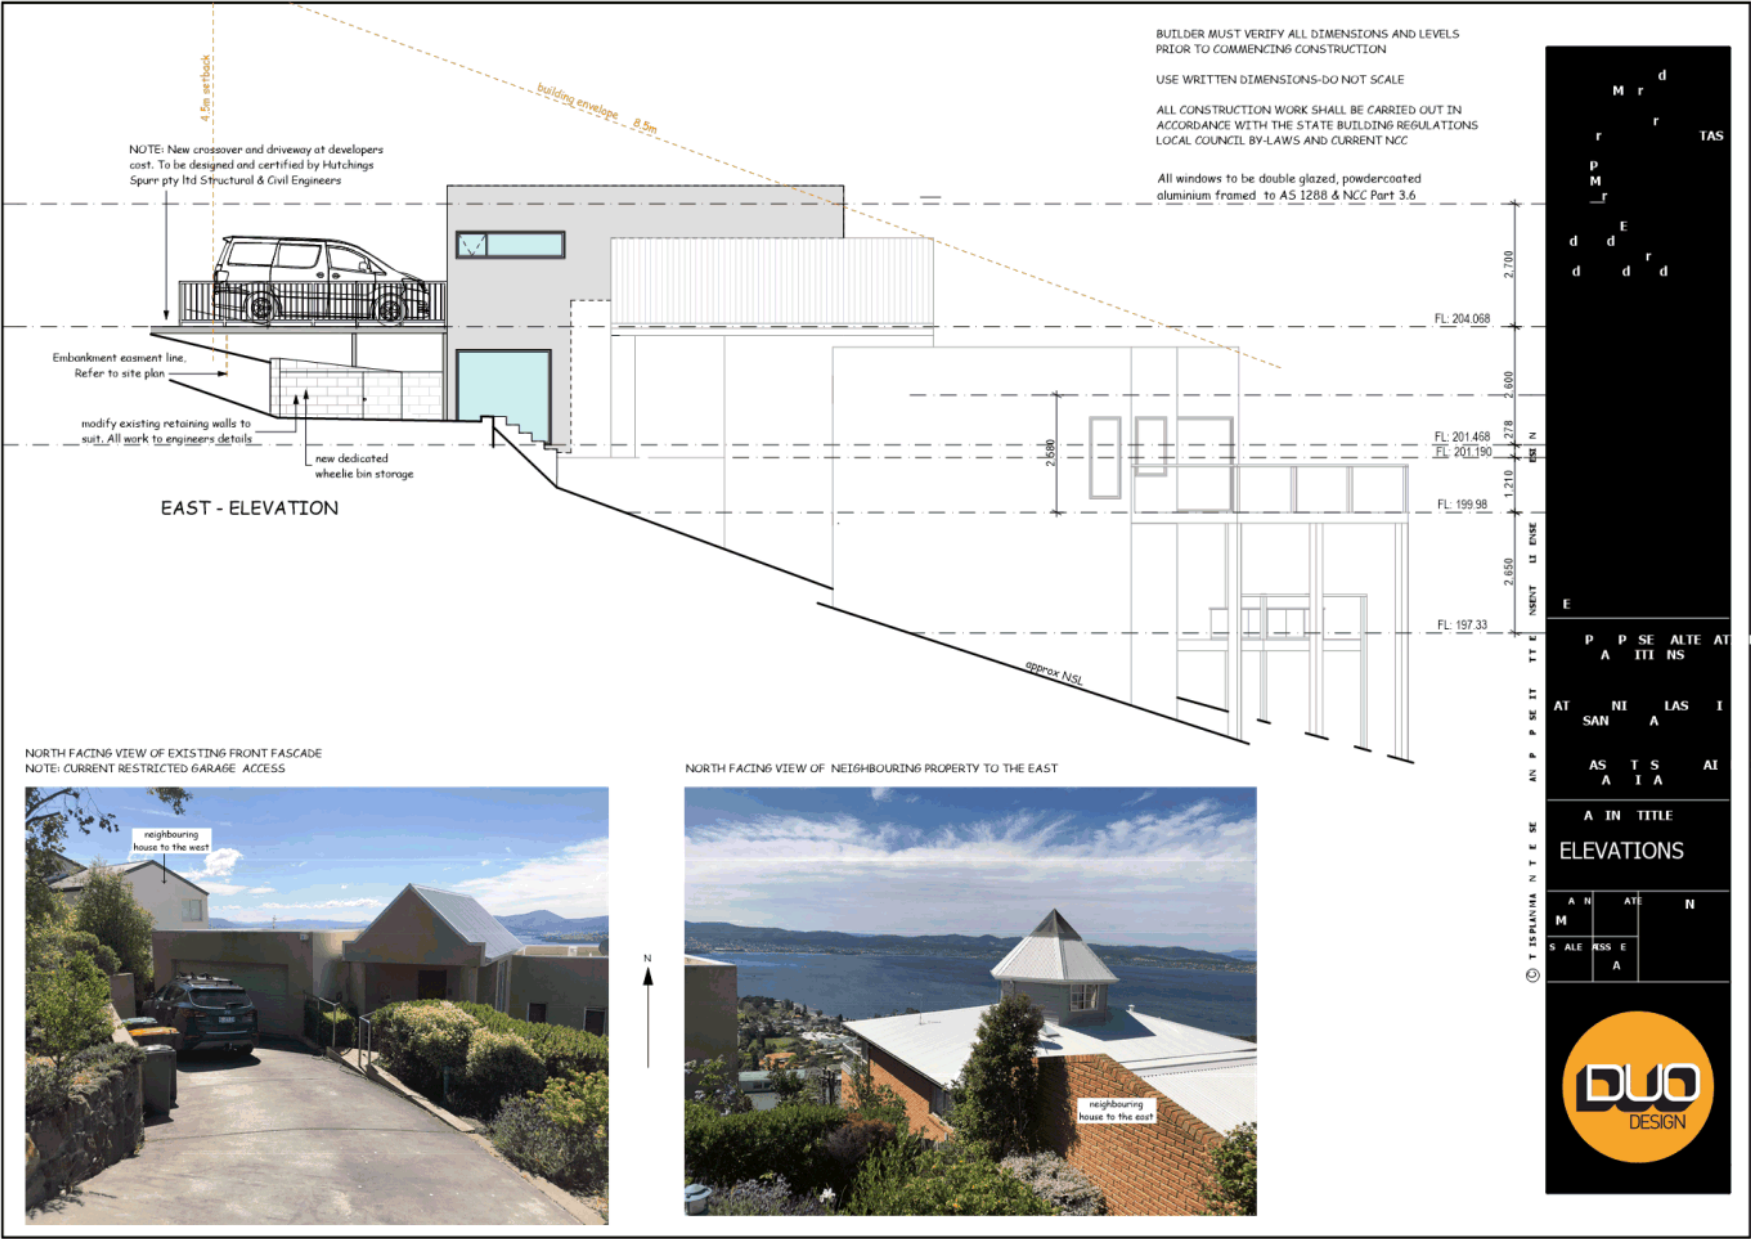 BUILDER MUST VERIFY ALL DIMENSIONS AND LEVELS
PRIOR TO COMMENCING CONSTRUCTION
USE WRITTEN DIMENSIONS-DO NOT SCALE
ALL CONSTRUCTION WORK SHALL BE CARRIED OUT IN
ACCORDANCE WITH THE STATE BUILDING REGULATIONS
LOCAL COUNCIL BY-LAWS AND CURRENT NCC
All windows to be double glazed, powdercoated
aluminium framed to AS 1288 & NCC Part 3.6
4.5m setback
building envelope 8.5m
NOTE: New crossover and driveway at developers
cost. To be designed and certified by Hutchings
Spurr pty ltd Structural & Civil Engineers
Embankment easment line.
Refer to site plan
modify existing retaining walls to
suit. All work to engineers details
new dedicated
wheelie bin storage
EAST - ELEVATION
2,700
FL: 204.068
2,600
278
FL: 201.468
FL: 201.190
2,680
1,210
FL: 199.98
2,650
FL: 197.33
approx NSL
NORTH FACING VIEW OF EXISTING FRONT FASCADE
NOTE: CURRENT RESTRICTED GARAGE ACCESS
neighbouring
house to the west
N
NORTH FACING VIEW OF NEIGHBOURING PROPERTY TO THE EAST
neighbouring
house to the east
TAS
TITLE
ELEVATIONS
DUO
DESIGN